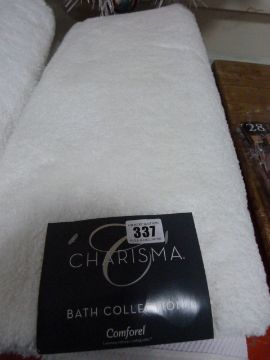 28
337
C
CHARISMA
BATH COLLECTION
Comforel